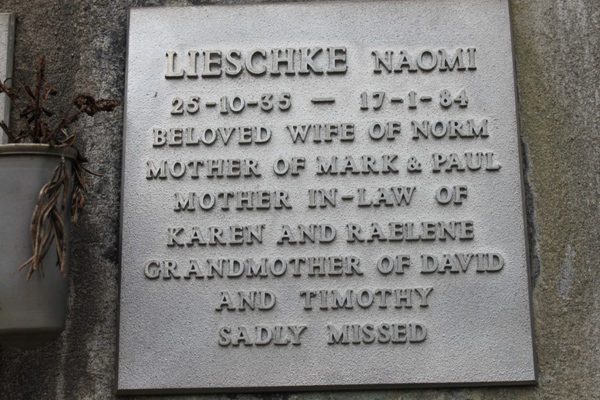 LIESCHKE NAOMI
25-10-35 — 17-1-84
BELOVED WIFE OF NORM
MOTHER OF MARK & PAUL
MOTHER IN-LAW OF
KAREN AND RAELENE
GRANDMOTHER OF DAVID
AND TIMOTHY
SADLY MISSED